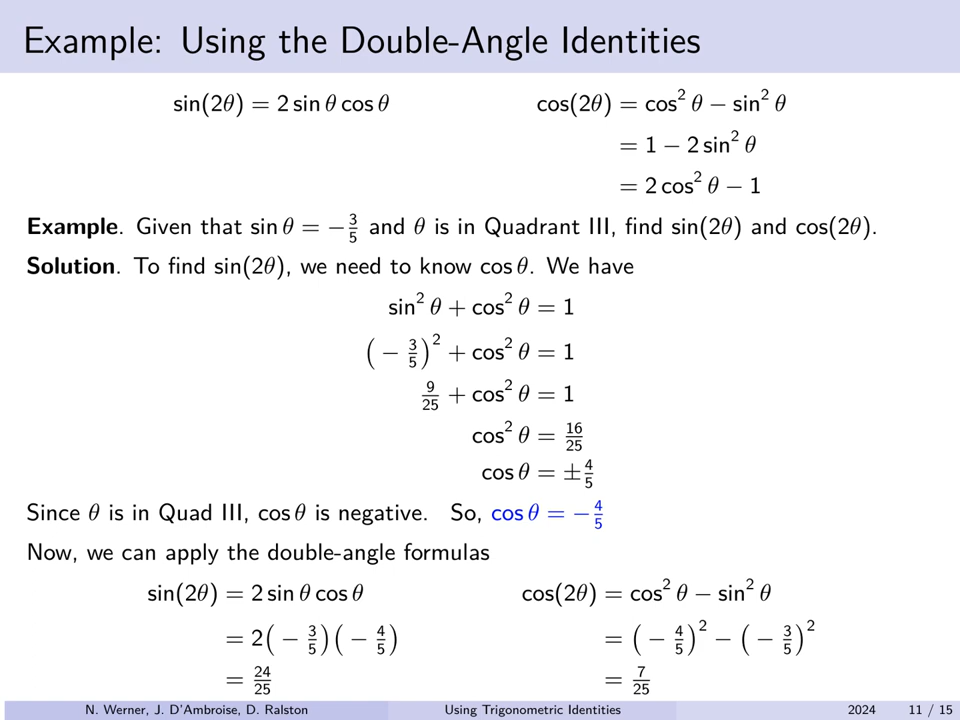 Example: Using the Double-Angle Identities
sin(2θ) = 2 sin θ cos θ
cos(2θ) = cos² θ − sin² θ
= 1 − 2 sin² θ
= 2 cos² θ − 1
Example. Given that sin θ = −3/5 and θ is in Quadrant III, find sin(2θ) and cos(2θ).
Solution. To find sin(2θ), we need to know cos θ. We have
sin² θ + cos² θ = 1
(− 3/5)² + cos² θ = 1
9/25 + cos² θ = 1
cos² θ = 16/25
cos θ = ±4/5
Since θ is in Quad III, cos θ is negative. So, cos θ = −4/5
Now, we can apply the double-angle formulas
sin(2θ) = 2 sin θ cos θ
= 2(− 3/5)(− 4/5)
= 24/25
cos(2θ) = cos² θ − sin² θ
= (− 4/5)² − (− 3/5)²
= 7/25
N. Werner, J. D'Ambroise, D. Ralston
Using Trigonometric Identities
2024
11 / 15